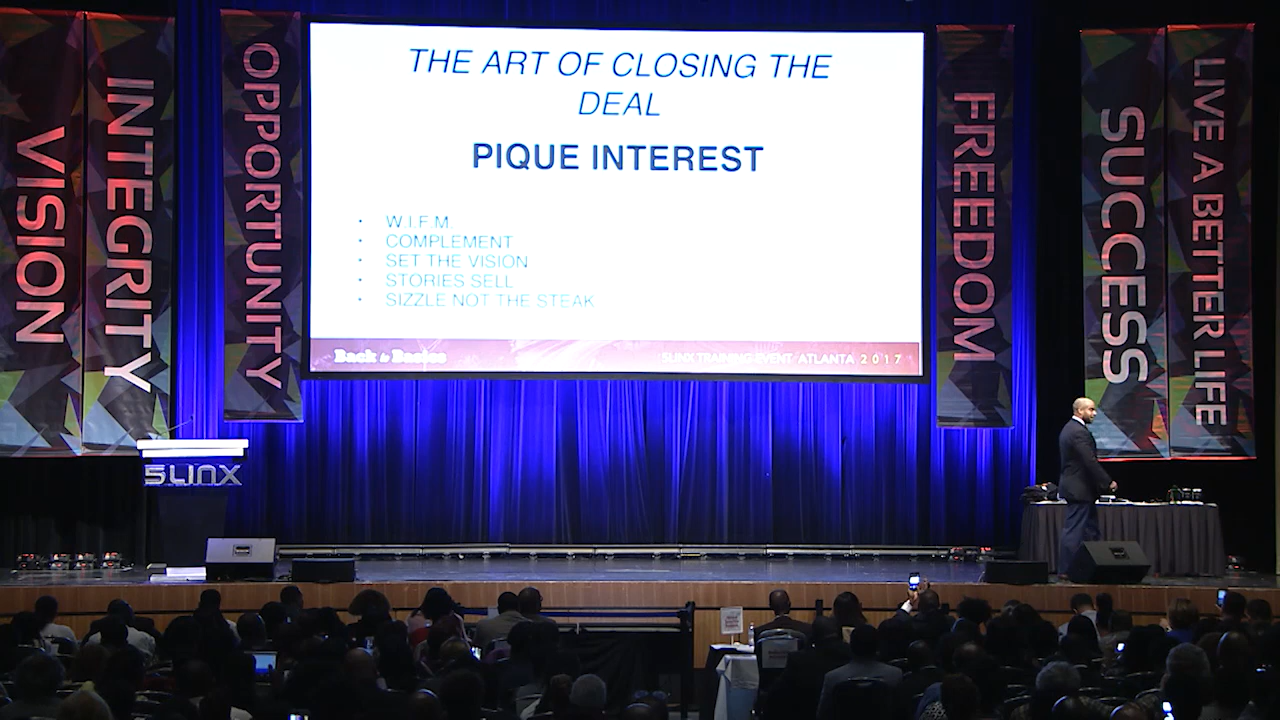 VISION
INTEGRITY
OPPORTUNITY
THE ART OF CLOSING THE
DEAL
PIQUE INTEREST
• W.I.F.M.
• COMPLEMENT
• SET THE VISION
• STORIES SELL
• SIZZLE NOT THE STEAK
Back to Basics
5LINX TRAINING EVENT ATLANTA 2017
FREEDOM
SUCCESS
LIVE A BETTER LIFE
5LINX